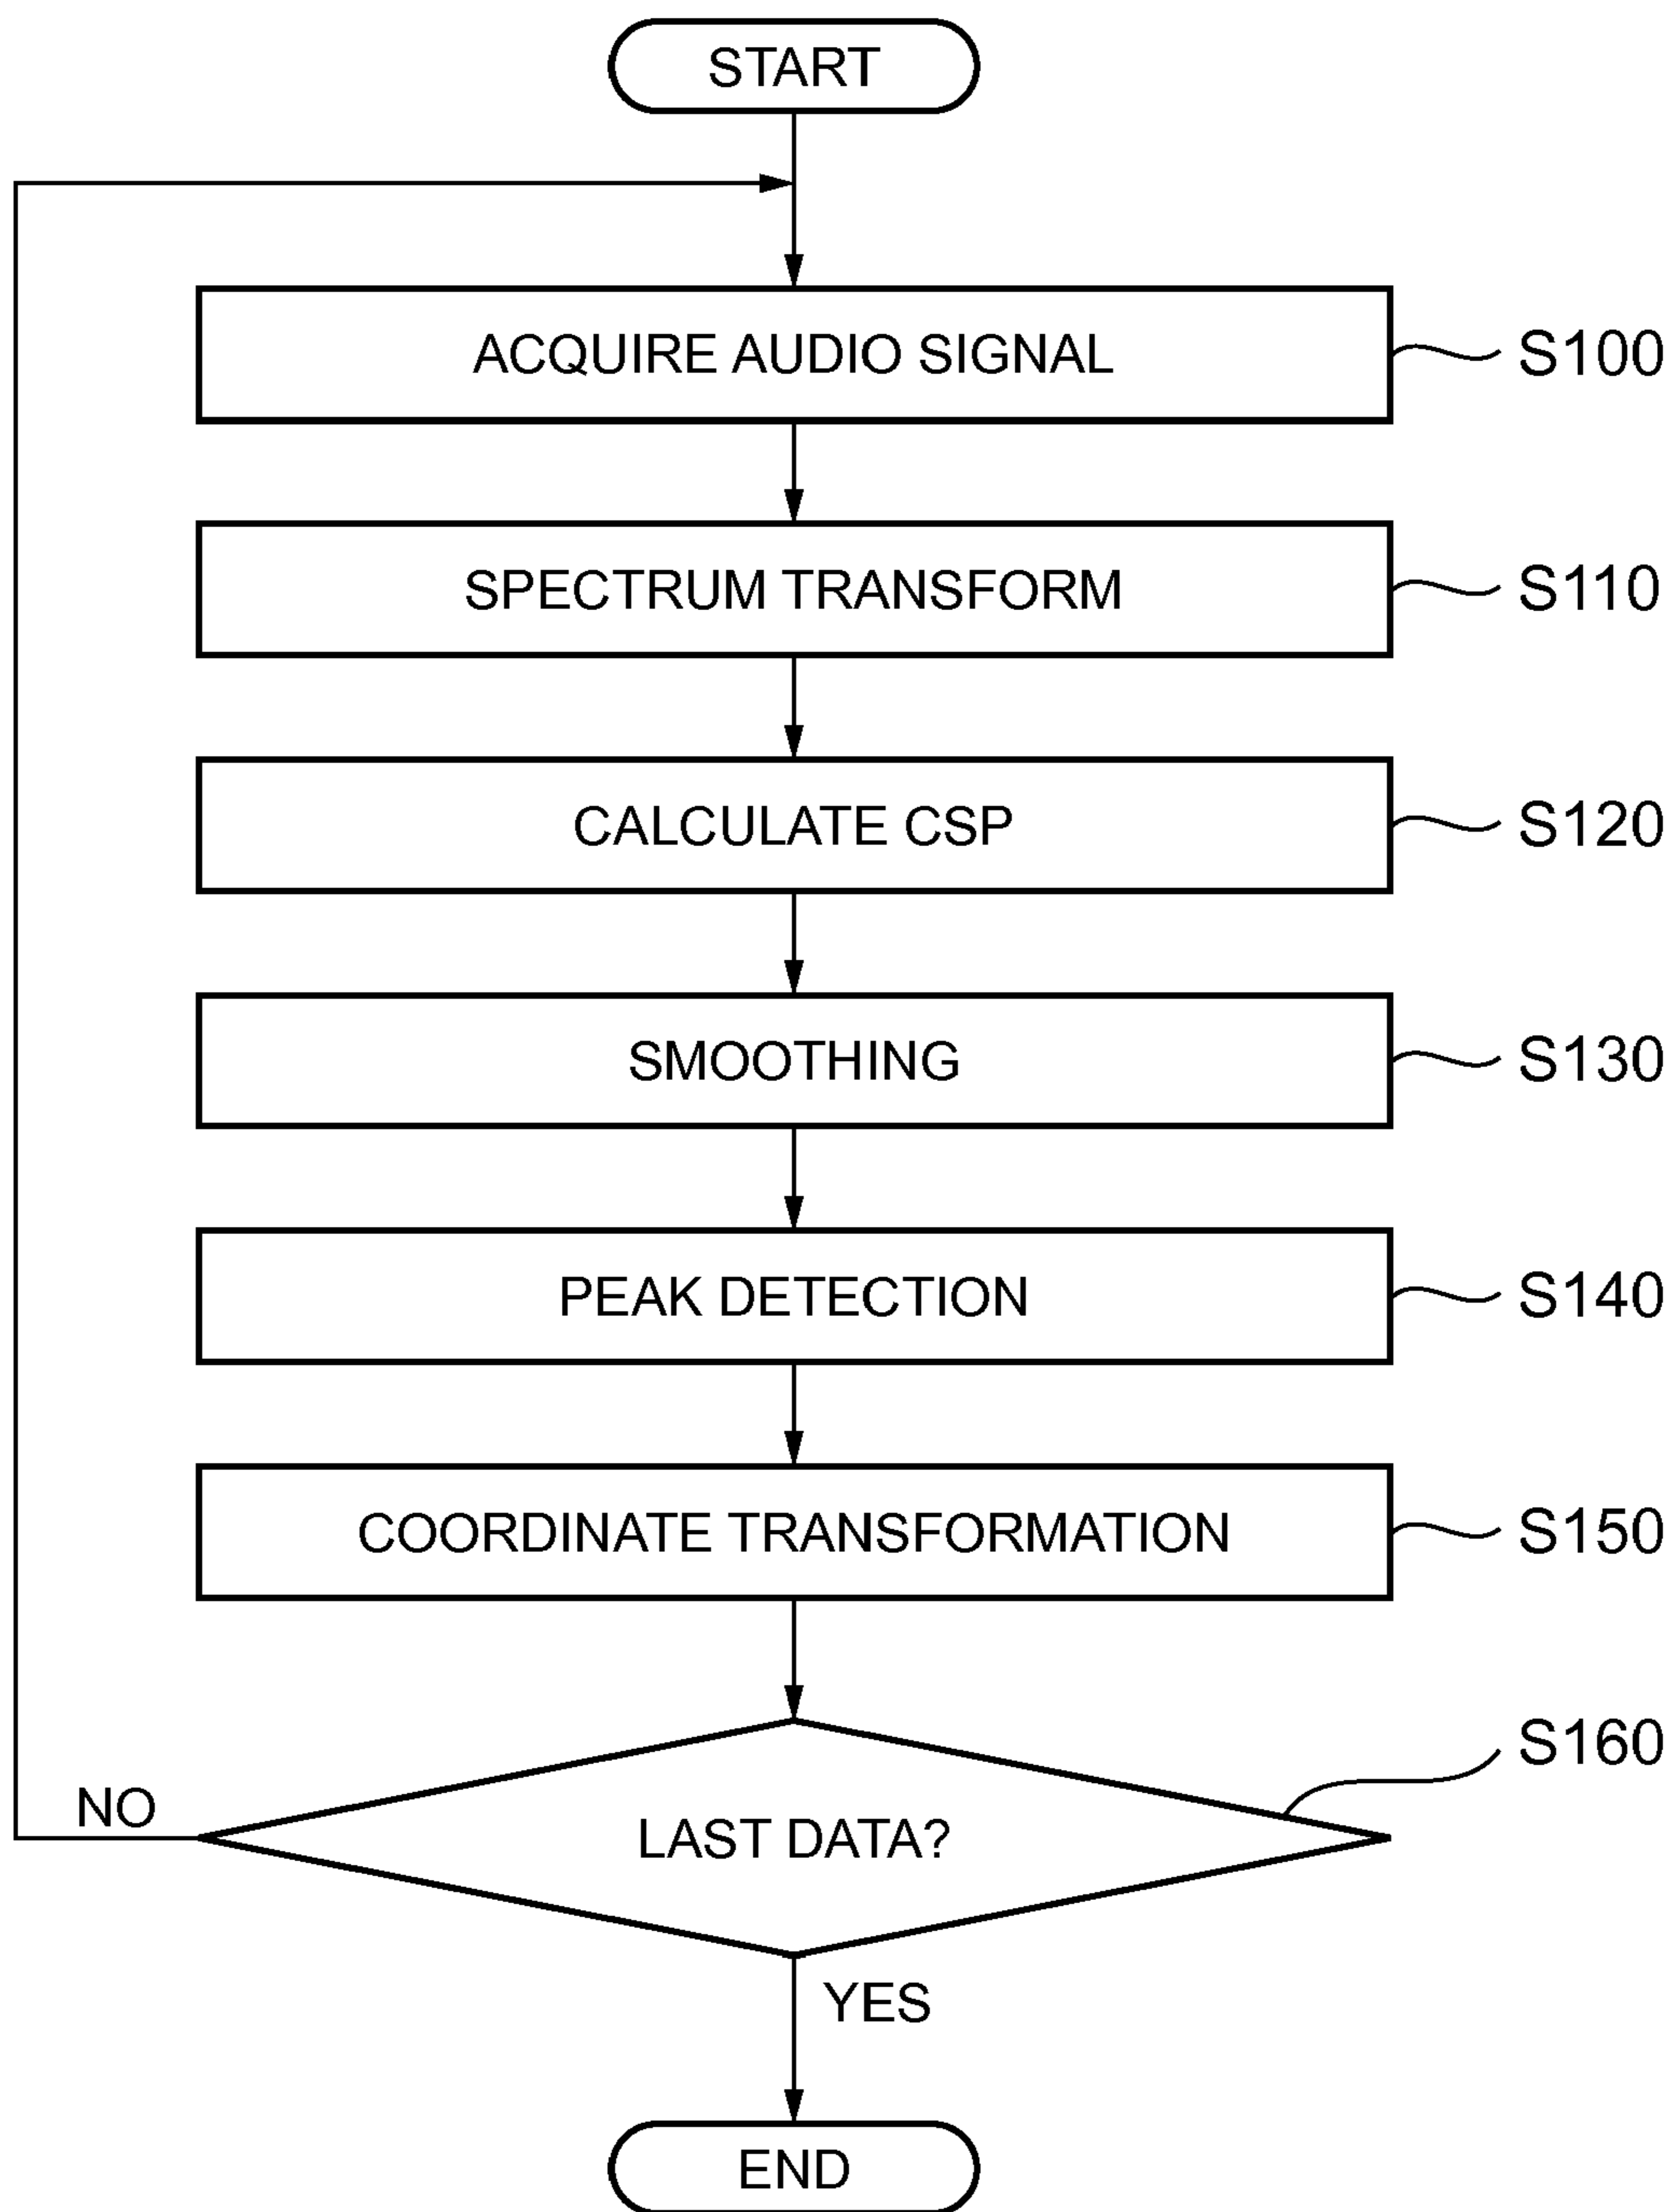 START
ACQUIRE AUDIO SIGNAL
S100
SPECTRUM TRANSFORM
S110
CALCULATE CSP
S120
SMOOTHING
S130
PEAK DETECTION
S140
COORDINATE TRANSFORMATION
S150
S160
NO
LAST DATA?
YES
END